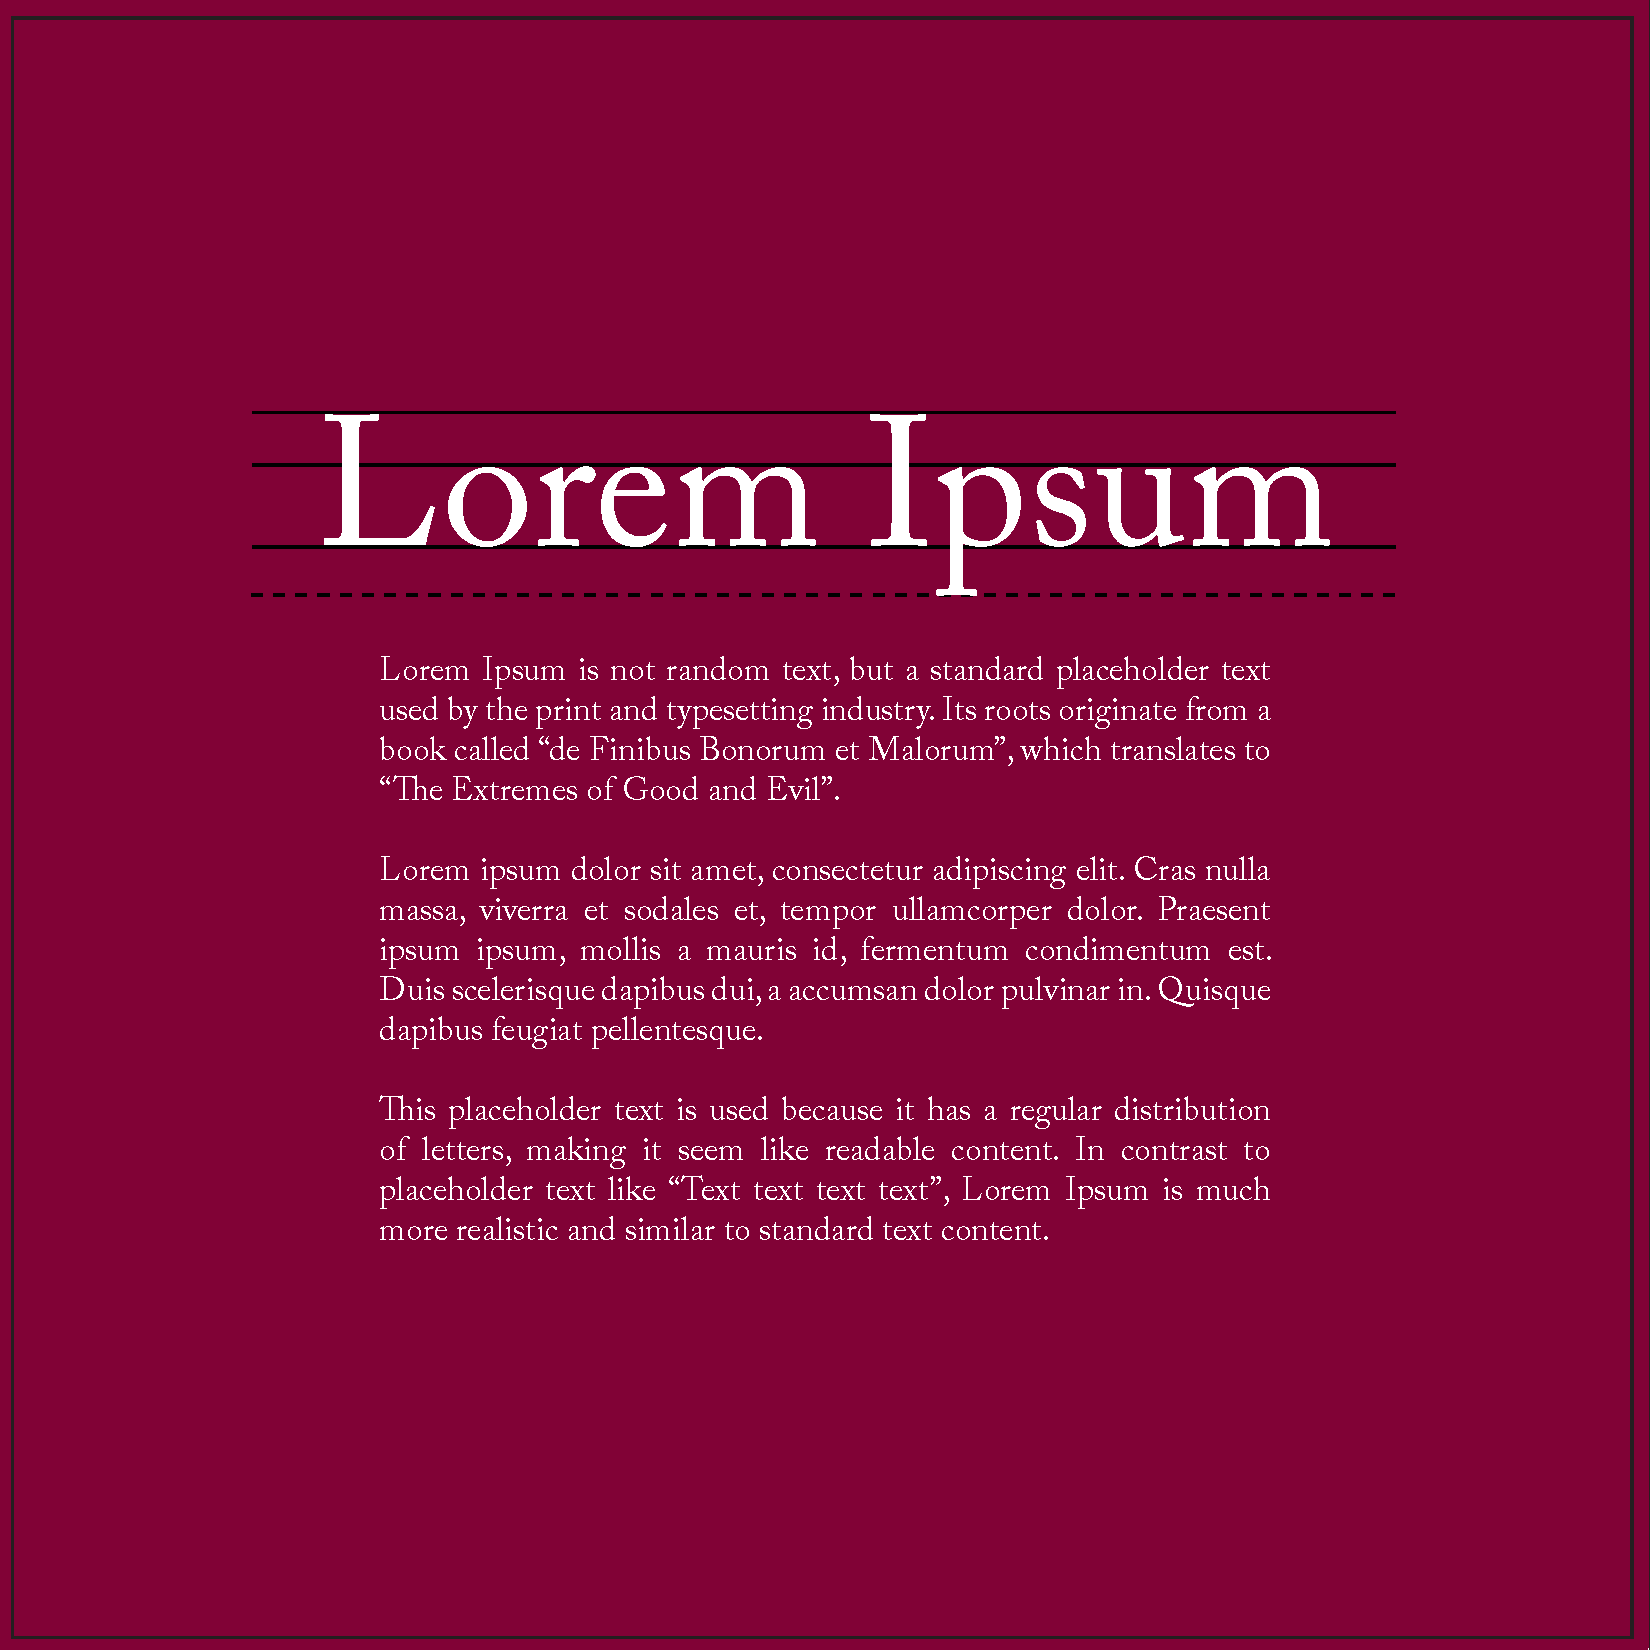 Lorem Ipsum
Lorem Ipsum is not random text, but a standard placeholder text
used by the print and typesetting industry. Its roots originate from a
book called “de Finibus Bonorum et Malorum”, which translates to
“The Extremes of Good and Evil”.
Lorem ipsum dolor sit amet, consectetur adipiscing elit. Cras nulla
massa, viverra et sodales et, tempor ullamcorper dolor. Praesent
ipsum ipsum, mollis a mauris id, fermentum condimentum est.
Duis scelerisque dapibus dui, a accumsan dolor pulvinar in. Quisque
dapibus feugiat pellentesque.
This placeholder text is used because it has a regular distribution
of letters, making it seem like readable content. In contrast to
placeholder text like “Text text text text”, Lorem Ipsum is much
more realistic and similar to standard text content.